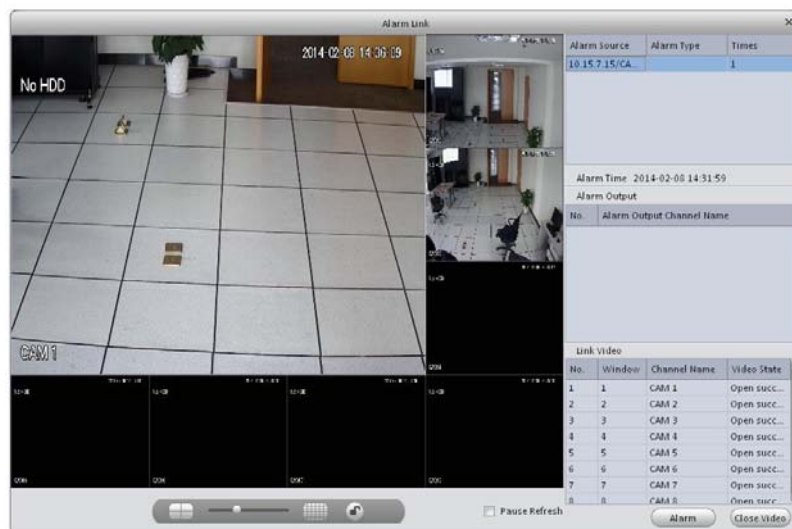 Alarm Link
2014-02-08 14:06:09
No HDD
CAM 1
Alarm Source Alarm Type Times
10.15.7.15/CA... 1
Alarm Time 2014-02-08 14:31:59
Alarm Output
No. Alarm Output Channel Name
Link Video
No. Window Channel Name Video State
1 1 CAM 1 Open succ...
2 2 CAM 2 Open succ...
3 3 CAM 3 Open succ...
4 4 CAM 4 Open succ...
5 5 CAM 5 Open succ...
6 6 CAM 6 Open succ...
7 7 CAM 7 Open succ...
8 8 CAM 8 Open succ...
Pause Refresh
Alarm
Close Video